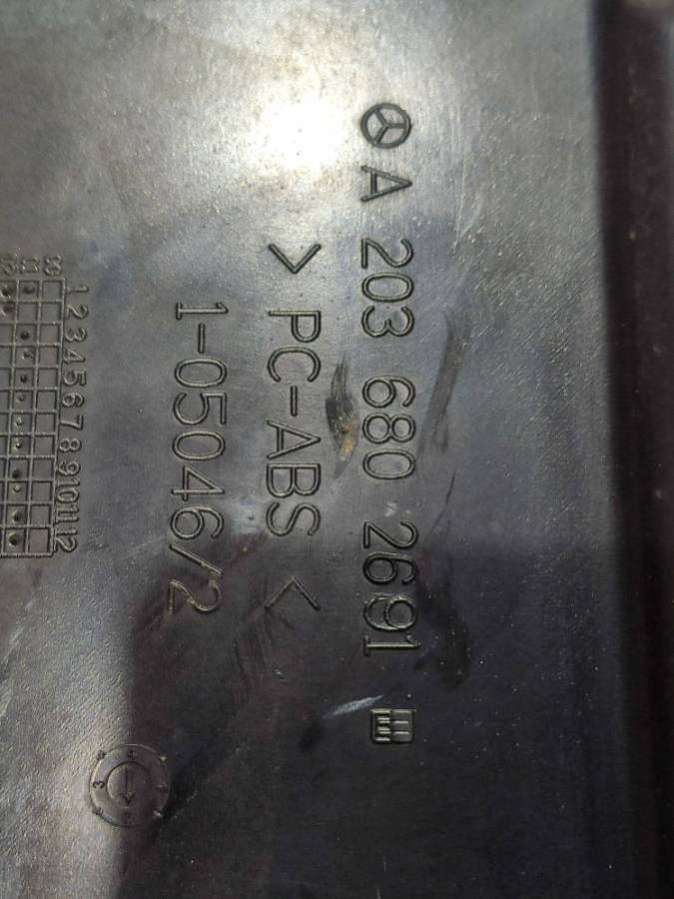 A 203 680 2691
> PC-ABS <
1-05046/2
1 2 3 4 5 6 7 8 9 10 11 12